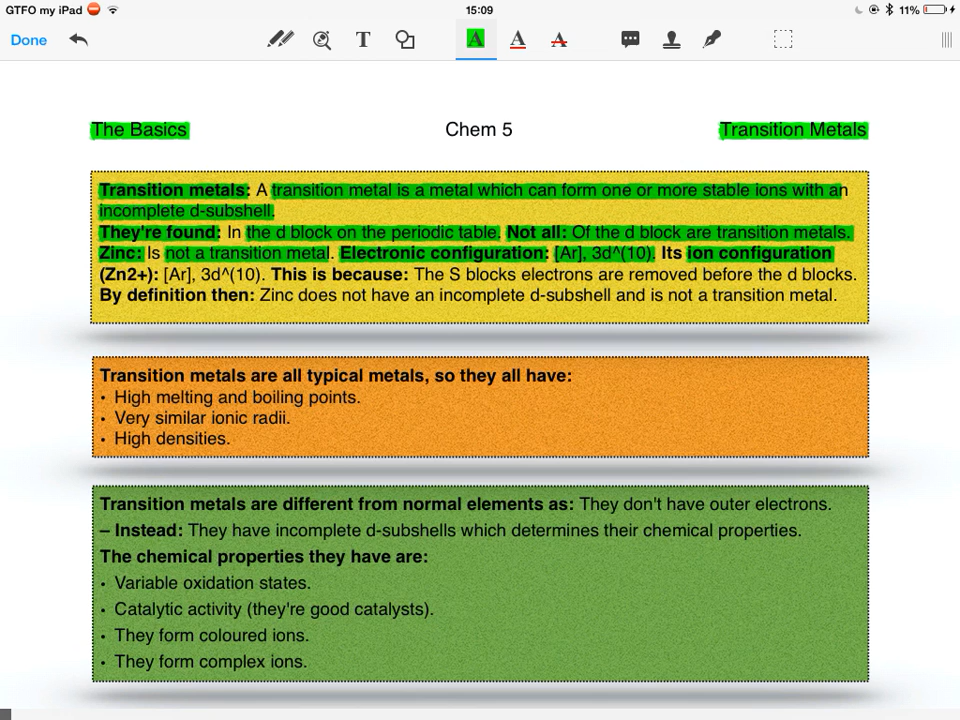 GTFO my iPad 15:09 11%
Done T A A A
The Basics Chem 5 Transition Metals
Transition metals: A transition metal is a metal which can form one or more stable ions with an
incomplete d-subshell.
They're found: In the d block on the periodic table. Not all: Of the d block are transition metals.
Zinc: Is not a transition metal. Electronic configuration: [Ar], 3d^(10). Its ion configuration
(Zn2+): [Ar], 3d^(10). This is because: The S blocks electrons are removed before the d blocks.
By definition then: Zinc does not have an incomplete d-subshell and is not a transition metal.
Transition metals are all typical metals, so they all have:
• High melting and boiling points.
• Very similar ionic radii.
• High densities.
Transition metals are different from normal elements as: They don't have outer electrons.
– Instead: They have incomplete d-subshells which determines their chemical properties.
The chemical properties they have are:
• Variable oxidation states.
• Catalytic activity (they're good catalysts).
• They form coloured ions.
• They form complex ions.